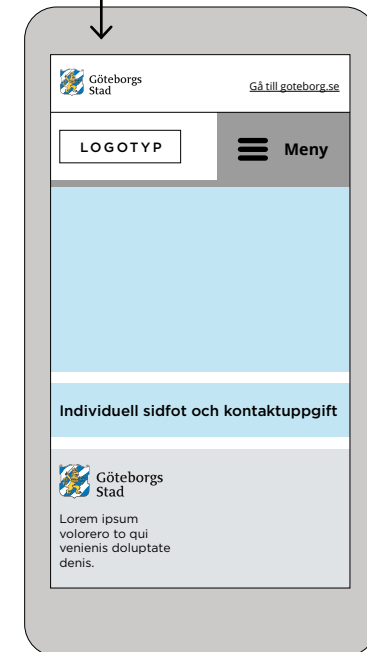 Göteborgs
Stad
Gå till goteborg.se
LOGOTYP
Meny
Individuell sidfot och kontaktuppgift
Göteborgs
Stad
Lorem ipsum
volorero to qui
venienis doluptate
denis.